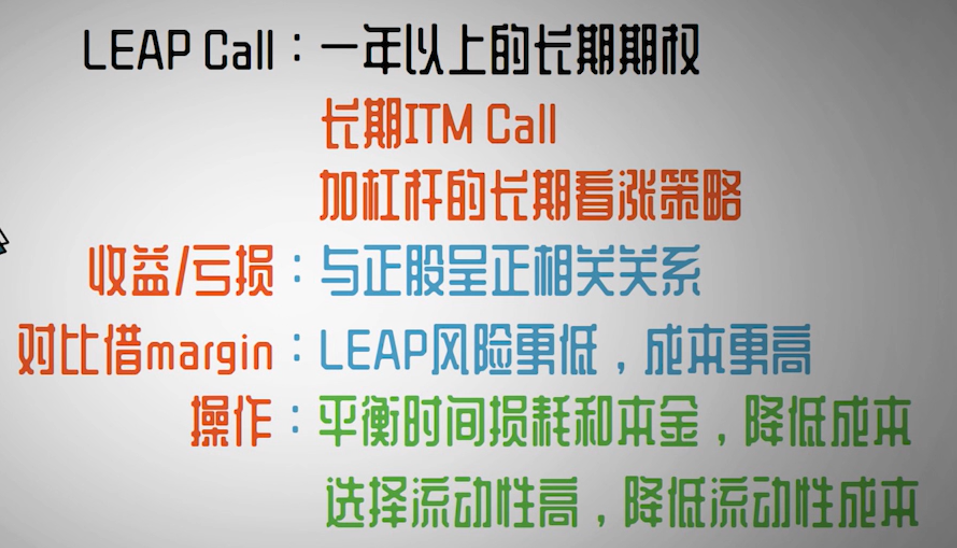 LEAP Call：一年以上的长期期权
长期ITM Call
加杠杆的长期看涨策略
收益/亏损：与正股呈正相关关系
对比借margin：LEAP风险更低，成本更高
操作：平衡时间损耗和本金，降低成本
选择流动性高，降低流动性成本